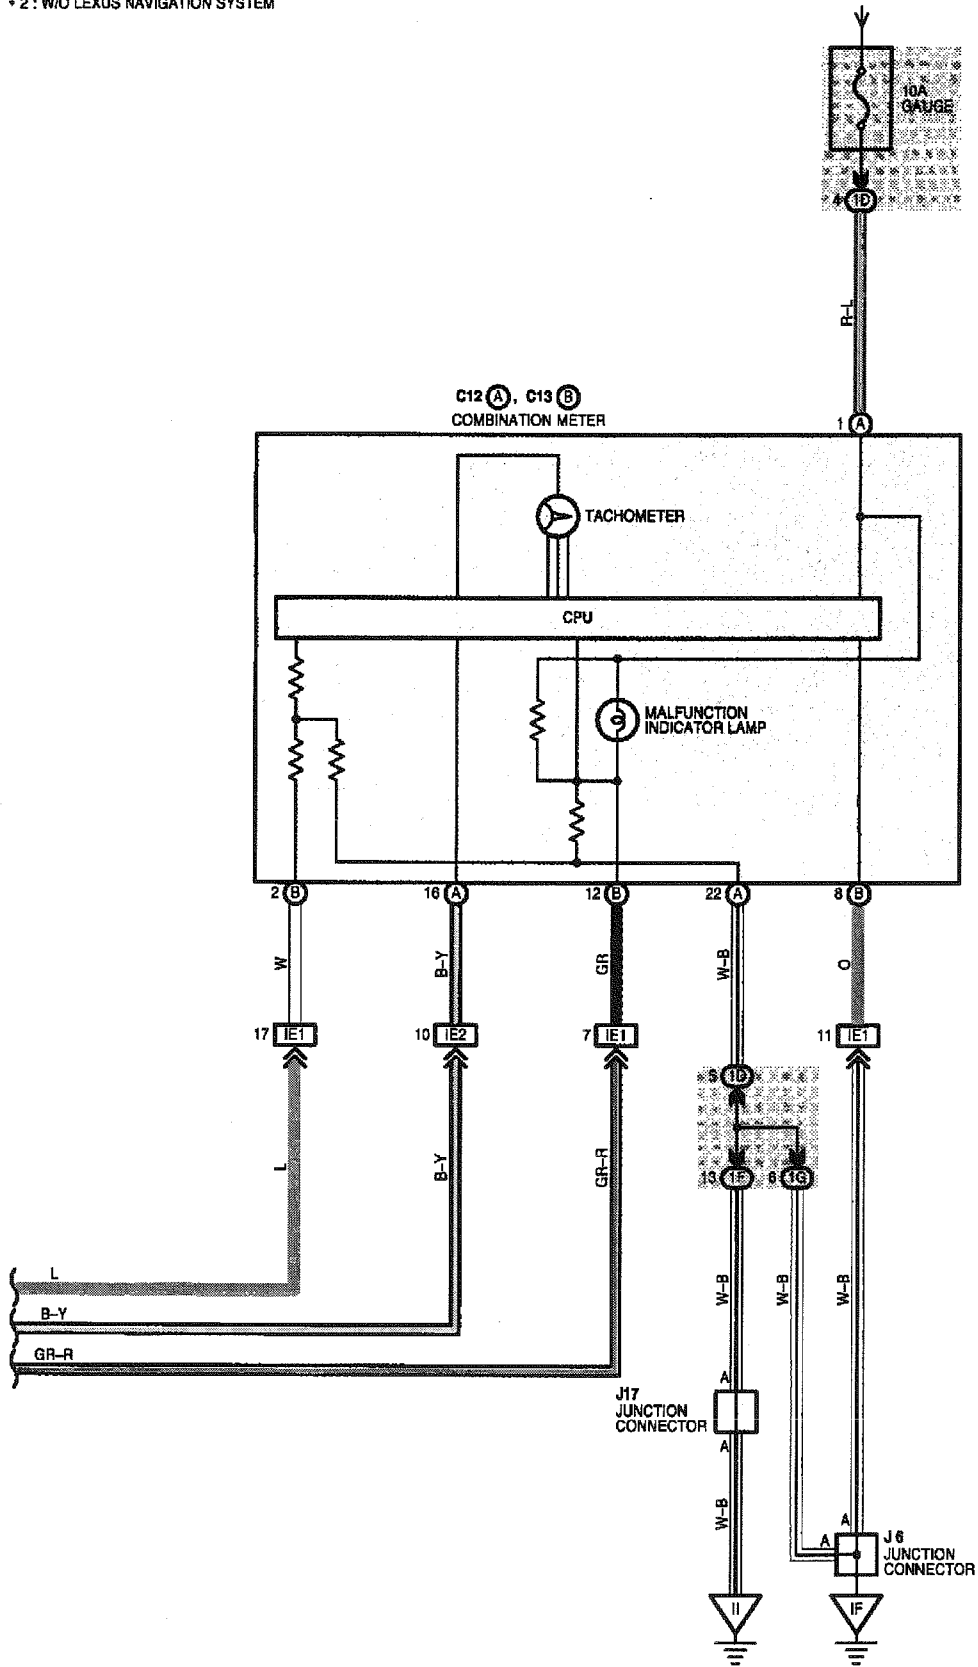 * 2 : W/O LEXUS NAVIGATION SYSTEM
10A
GAUGE
4 1D
R-L
C12 A, C13 B
COMBINATION METER
1 A
TACHOMETER
CPU
MALFUNCTION
INDICATOR LAMP
2 B
16 A
12 B
22 A
8 B
W
B-Y
GR
W-B
O
17 IE1
10 IE2
7 IE1
11 IE1
5 1D
L
B-Y
GR-R
13 1F
6 1G
L
B-Y
GR-R
W-B
W-B
W-B
A
J17
JUNCTION
CONNECTOR
A
W-B
A
A
J 6
JUNCTION
CONNECTOR
II
IF